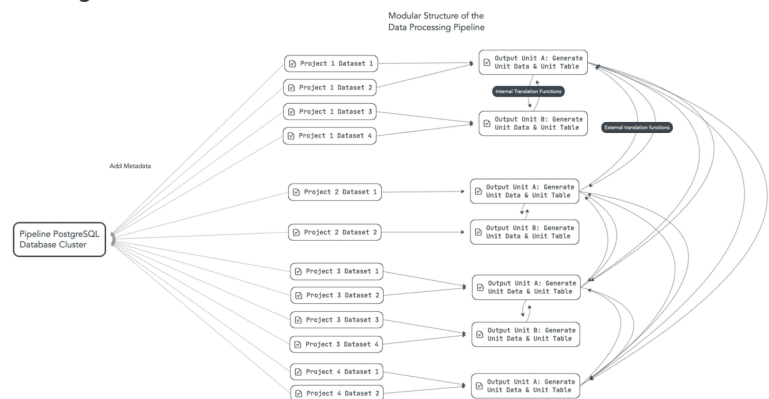 Modular Structure of the
Data Processing Pipeline
Project 1 Dataset 1
Project 1 Dataset 2
Project 1 Dataset 3
Project 1 Dataset 4
Output Unit A: Generate
Unit Data & Unit Table
Internal Translation Functions
Output Unit B: Generate
Unit Data & Unit Table
External translation functions
Add Metadata
Pipeline PostgreSQL
Database Cluster
Project 2 Dataset 1
Project 2 Dataset 2
Output Unit A: Generate
Unit Data & Unit Table
Output Unit B: Generate
Unit Data & Unit Table
Project 3 Dataset 1
Project 3 Dataset 2
Project 3 Dataset 3
Project 3 Dataset 4
Output Unit A: Generate
Unit Data & Unit Table
Output Unit B: Generate
Unit Data & Unit Table
Project 4 Dataset 1
Project 4 Dataset 2
Output Unit A: Generate
Unit Data & Unit Table